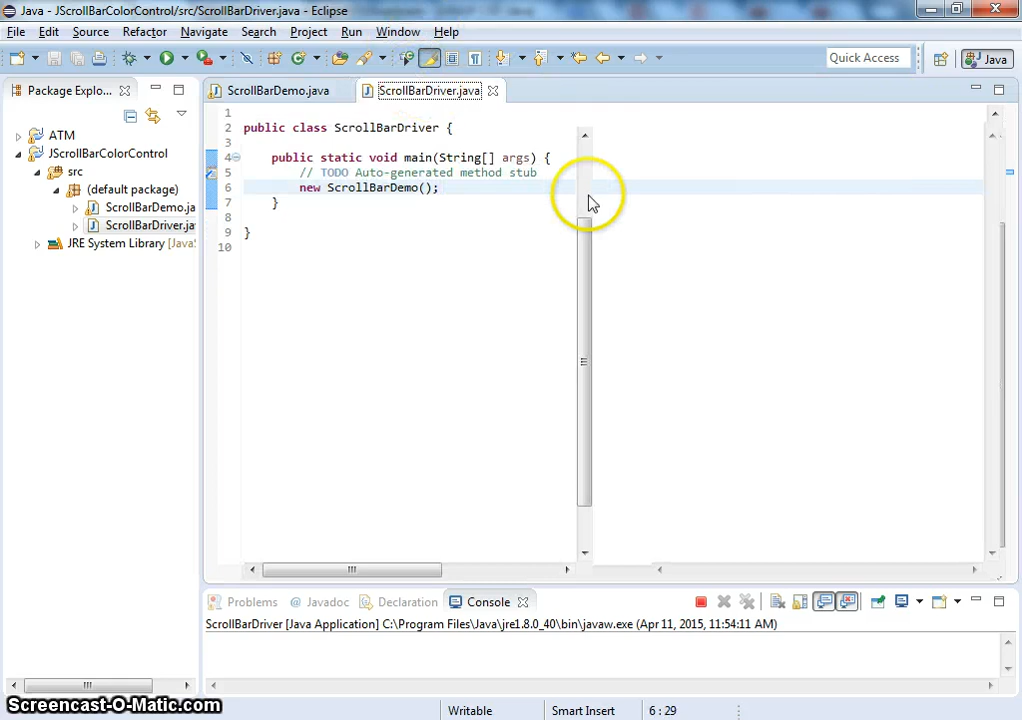 Java - JScrollBarColorControl/src/ScrollBarDriver.java - Eclipse
File Edit Source Refactor Navigate Search Project Run Window Help
Quick Access Java
Package Explo... ScrollBarDemo.java ScrollBarDriver.java
ATM
JScrollBarColorControl
src
(default package)
ScrollBarDemo.ja
ScrollBarDriver.ja
JRE System Library [Java
1
2 public class ScrollBarDriver {
3
4 public static void main(String[] args) {
5 // TODO Auto-generated method stub
6 new ScrollBarDemo();
7 }
8
9 }
10
Problems @ Javadoc Declaration Console
ScrollBarDriver [Java Application] C:\Program Files\Java\jre1.8.0_40\bin\javaw.exe (Apr 11, 2015, 11:54:11 AM)
Screencast-O-Matic.com
Writable Smart Insert 6 : 29